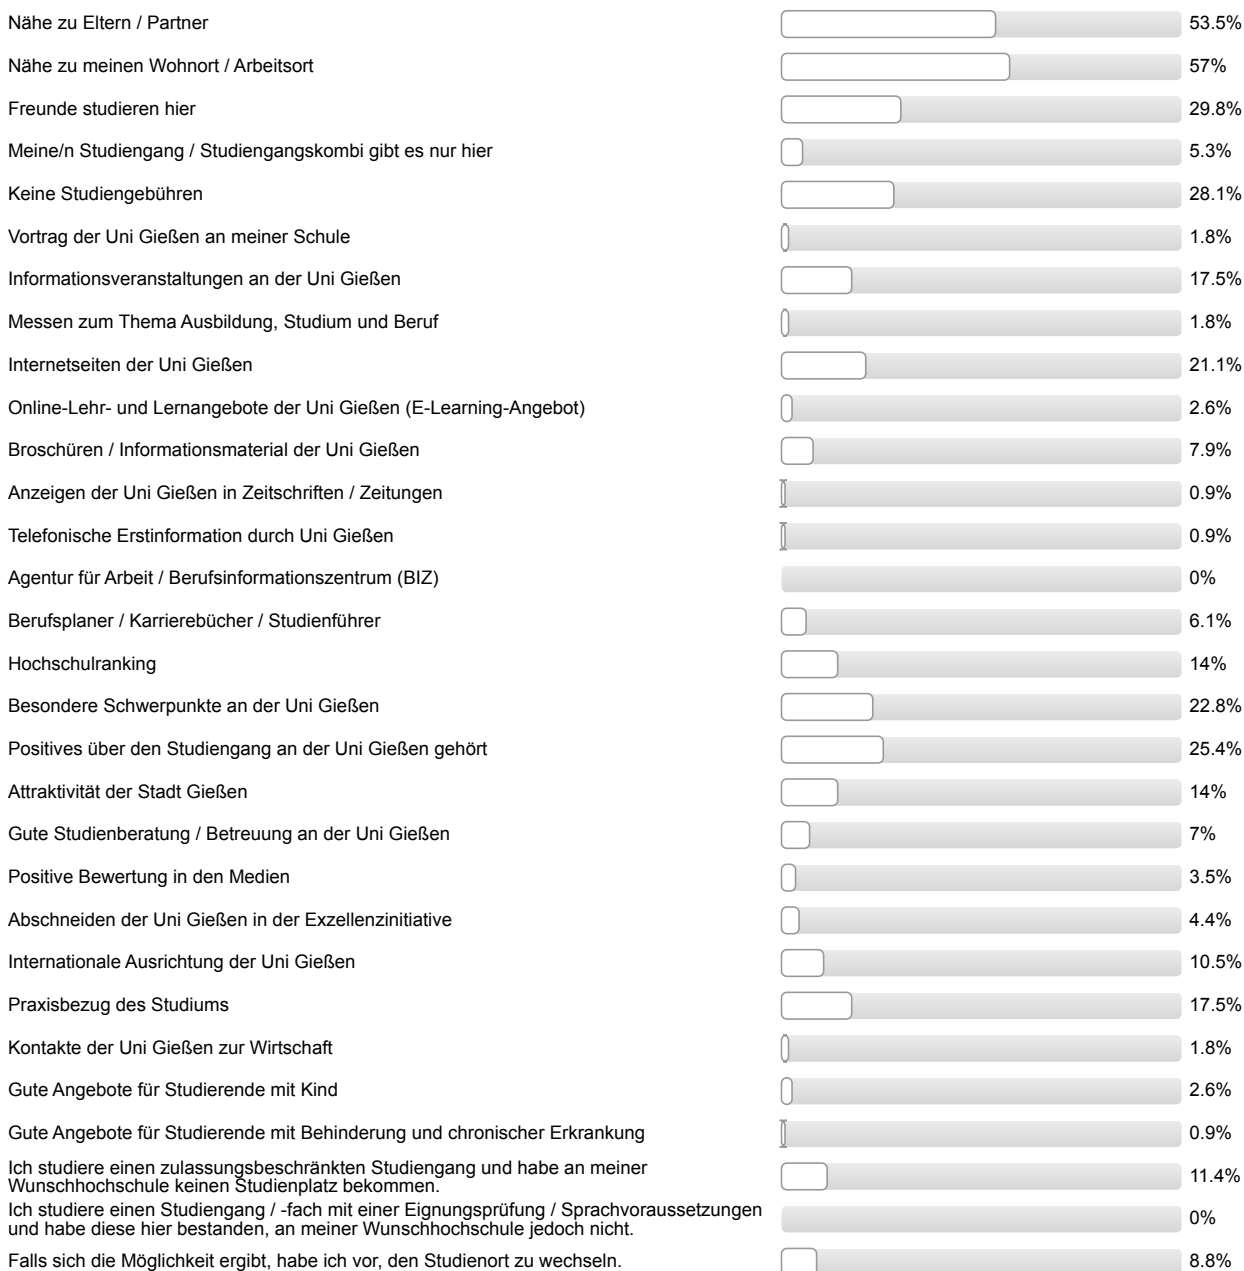 Nähe zu Eltern / Partner 53.5%
Nähe zu meinen Wohnort / Arbeitsort 57%
Freunde studieren hier 29.8%
Meine/n Studiengang / Studiengangskombi gibt es nur hier 5.3%
Keine Studiengebühren 28.1%
Vortrag der Uni Gießen an meiner Schule 1.8%
Informationsveranstaltungen an der Uni Gießen 17.5%
Messen zum Thema Ausbildung, Studium und Beruf 1.8%
Internetseiten der Uni Gießen 21.1%
Online-Lehr- und Lernangebote der Uni Gießen (E-Learning-Angebot) 2.6%
Broschüren / Informationsmaterial der Uni Gießen 7.9%
Anzeigen der Uni Gießen in Zeitschriften / Zeitungen 0.9%
Telefonische Erstinformation durch Uni Gießen 0.9%
Agentur für Arbeit / Berufsinformationszentrum (BIZ) 0%
Berufsplaner / Karrierebücher / Studienführer 6.1%
Hochschulranking 14%
Besondere Schwerpunkte an der Uni Gießen 22.8%
Positives über den Studiengang an der Uni Gießen gehört 25.4%
Attraktivität der Stadt Gießen 14%
Gute Studienberatung / Betreuung an der Uni Gießen 7%
Positive Bewertung in den Medien 3.5%
Abschneiden der Uni Gießen in der Exzellenzinitiative 4.4%
Internationale Ausrichtung der Uni Gießen 10.5%
Praxisbezug des Studiums 17.5%
Kontakte der Uni Gießen zur Wirtschaft 1.8%
Gute Angebote für Studierende mit Kind 2.6%
Gute Angebote für Studierende mit Behinderung und chronischer Erkrankung 0.9%
Ich studiere einen zulassungsbeschränkten Studiengang und habe an meiner
Wunschhochschule keinen Studienplatz bekommen. 11.4%
Ich studiere einen Studiengang / -fach mit einer Eignungsprüfung / Sprachvoraussetzungen
und habe diese hier bestanden, an meiner Wunschhochschule jedoch nicht. 0%
Falls sich die Möglichkeit ergibt, habe ich vor, den Studienort zu wechseln. 8.8%